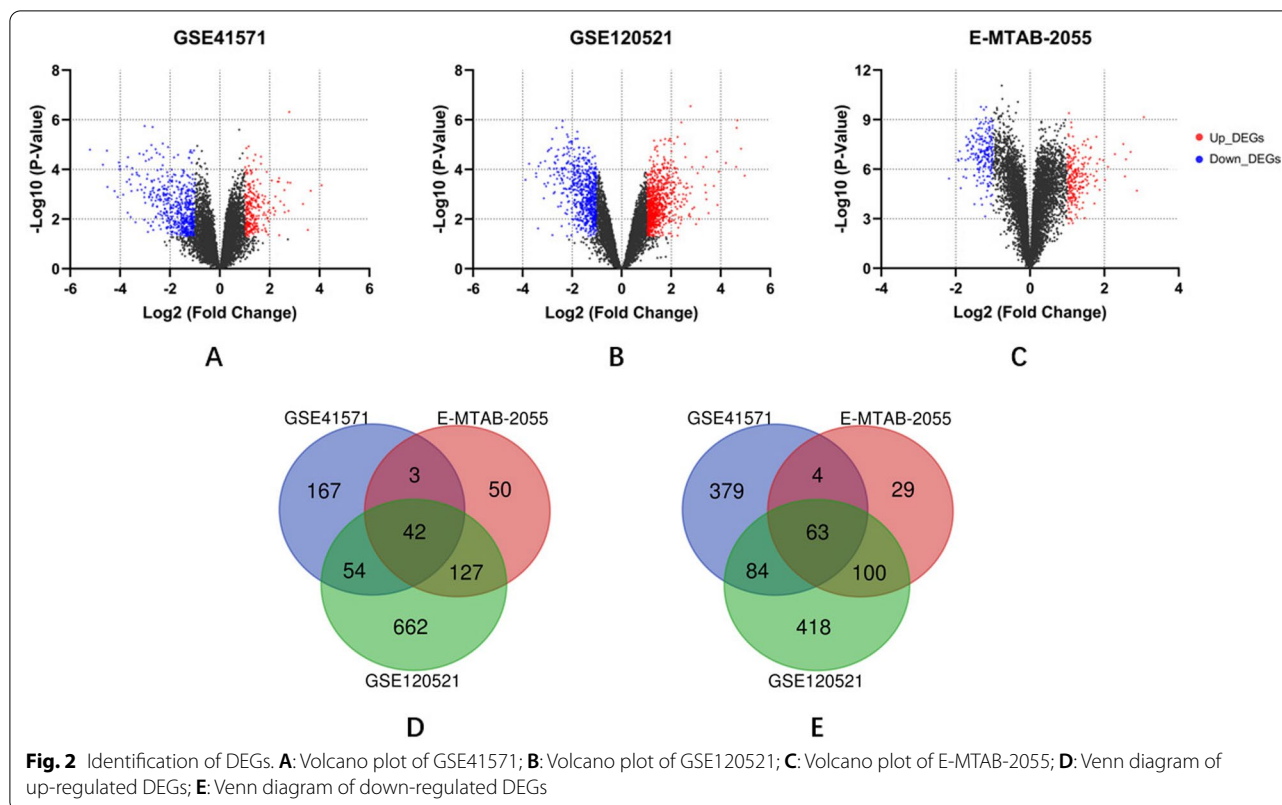 GSE41571
GSE120521
E-MTAB-2055
-Log10 (P-Value)
8
6
4
2
0
-6
-4
-2
0
2
4
6
Log2 (Fold Change)
-Log10 (P-Value)
8
6
4
2
0
-6
-4
-2
0
2
4
6
Log2 (Fold Change)
-Log10 (P-Value)
12
9
6
3
0
-4
-2
0
2
4
Log2 (Fold Change)
Up_DEGs
Down_DEGs
A
B
C
GSE41571
E-MTAB-2055
167
3
50
42
54
127
662
GSE120521
D
GSE41571
E-MTAB-2055
379
4
29
63
84
100
418
GSE120521
E
Fig. 2 Identification of DEGs. A: Volcano plot of GSE41571; B: Volcano plot of GSE120521; C: Volcano plot of E-MTAB-2055; D: Venn diagram of
up-regulated DEGs; E: Venn diagram of down-regulated DEGs